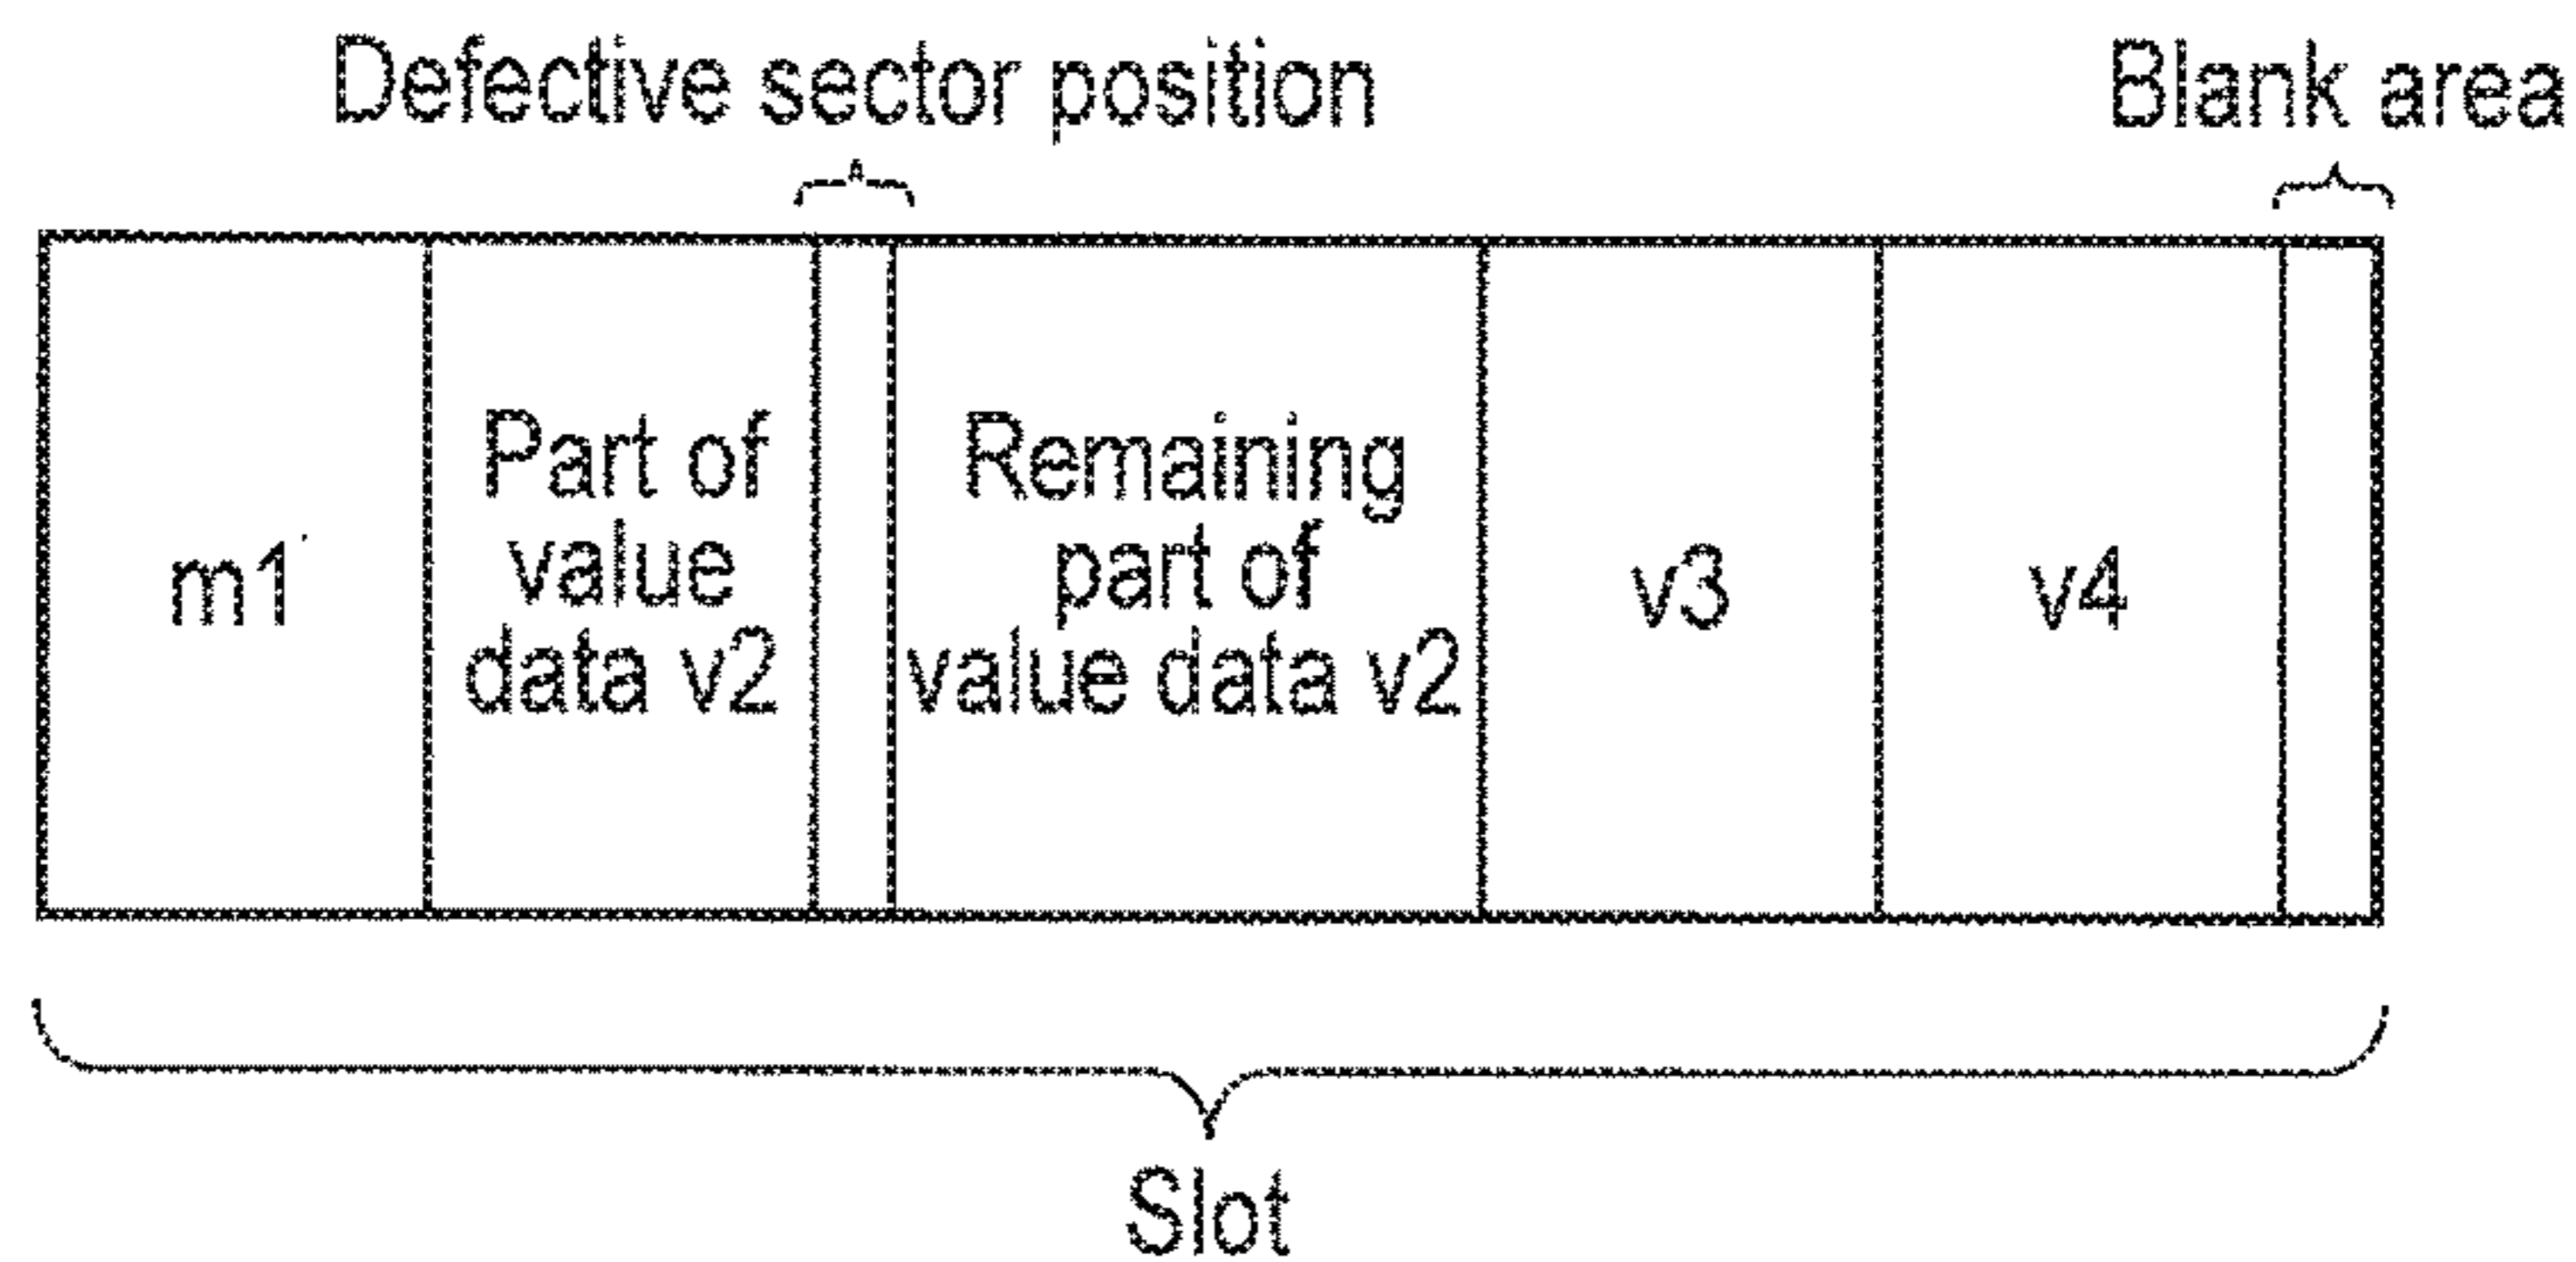 Defective sector position
Blank area
m1
Part of
value
data v2
Remaining
part of
value data v2
v3
v4
Slot